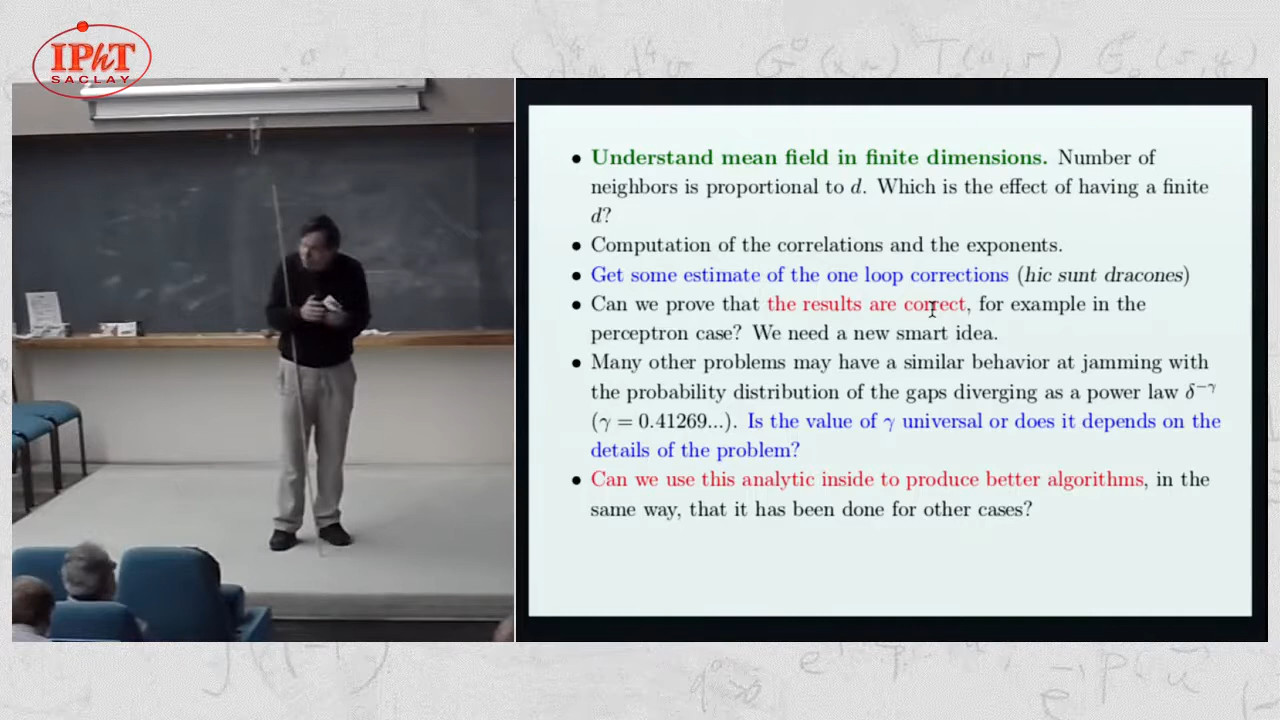 IPhT
SACLAY
• Understand mean field in finite dimensions. Number of
neighbors is proportional to d. Which is the effect of having a finite
d?
• Computation of the correlations and the exponents.
• Get some estimate of the one loop corrections (hic sunt dracones)
• Can we prove that the results are correct, for example in the
perceptron case? We need a new smart idea.
• Many other problems may have a similar behavior at jamming with
the probability distribution of the gaps diverging as a power law δ^{−γ}
(γ = 0.41269...). Is the value of γ universal or does it depends on the
details of the problem?
• Can we use this analytic inside to produce better algorithms, in the
same way, that it has been done for other cases?